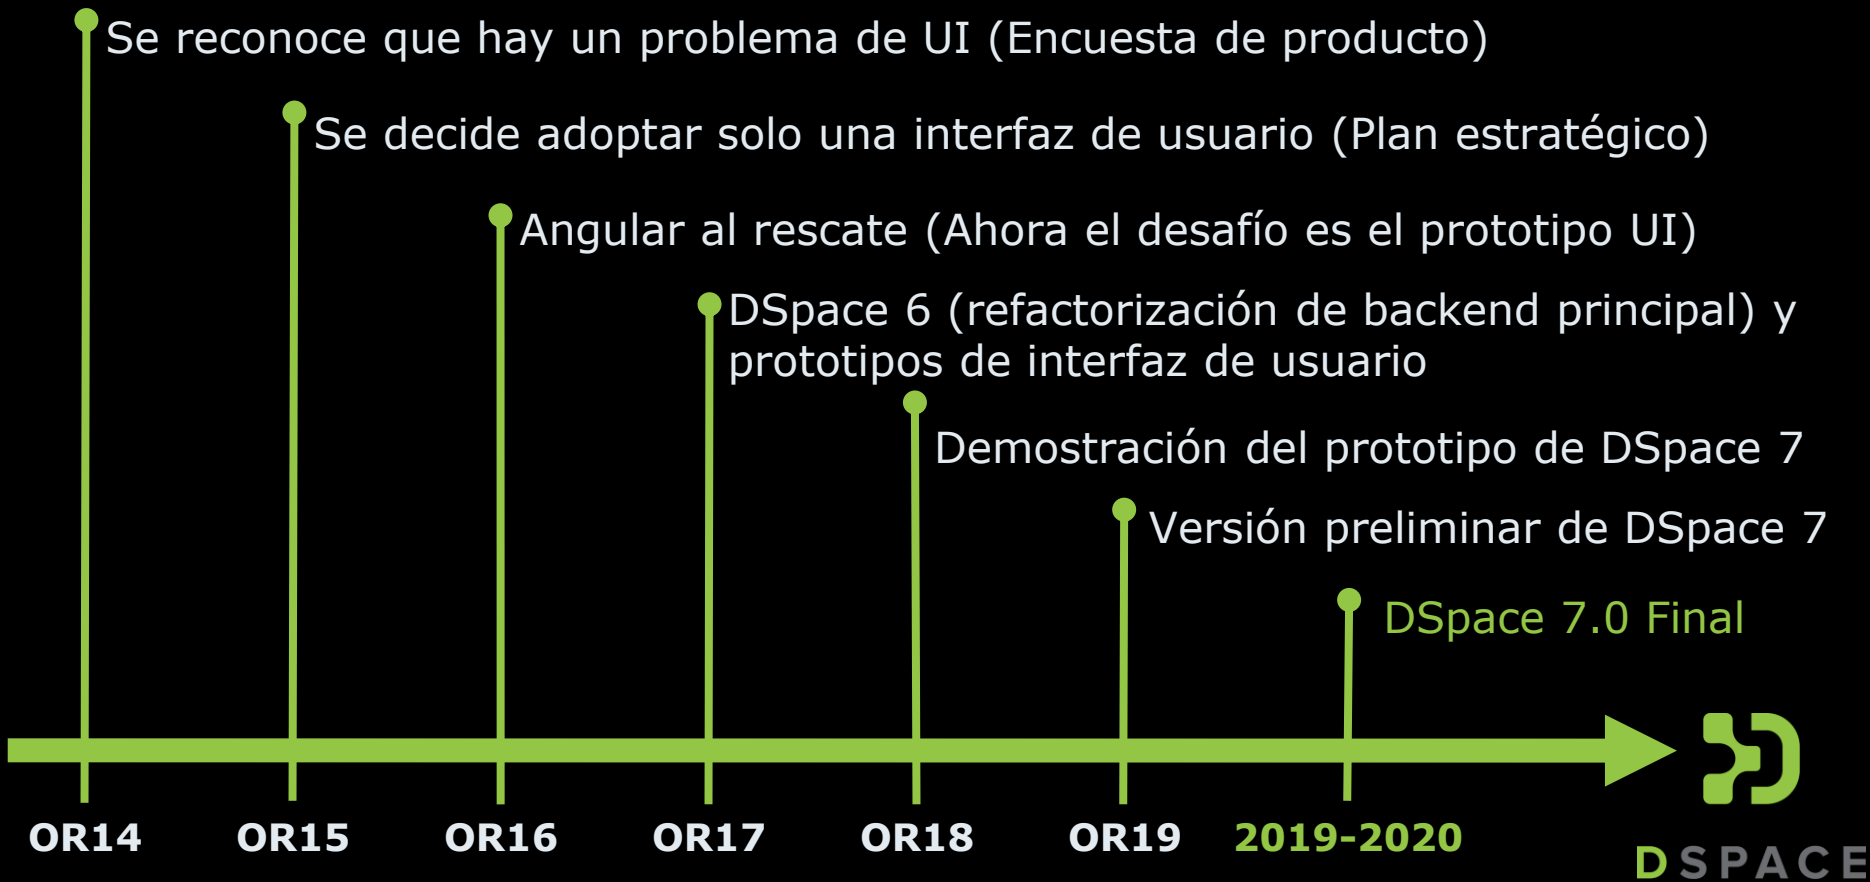 Se reconoce que hay un problema de UI (Encuesta de producto)
Se decide adoptar solo una interfaz de usuario (Plan estratégico)
Angular al rescate (Ahora el desafío es el prototipo UI)
DSpace 6 (refactorización de backend principal) y
prototipos de interfaz de usuario
Demostración del prototipo de DSpace 7
Versión preliminar de DSpace 7
DSpace 7.0 Final
OR14 OR15 OR16 OR17 OR18 OR19 2019-2020
DSPACE